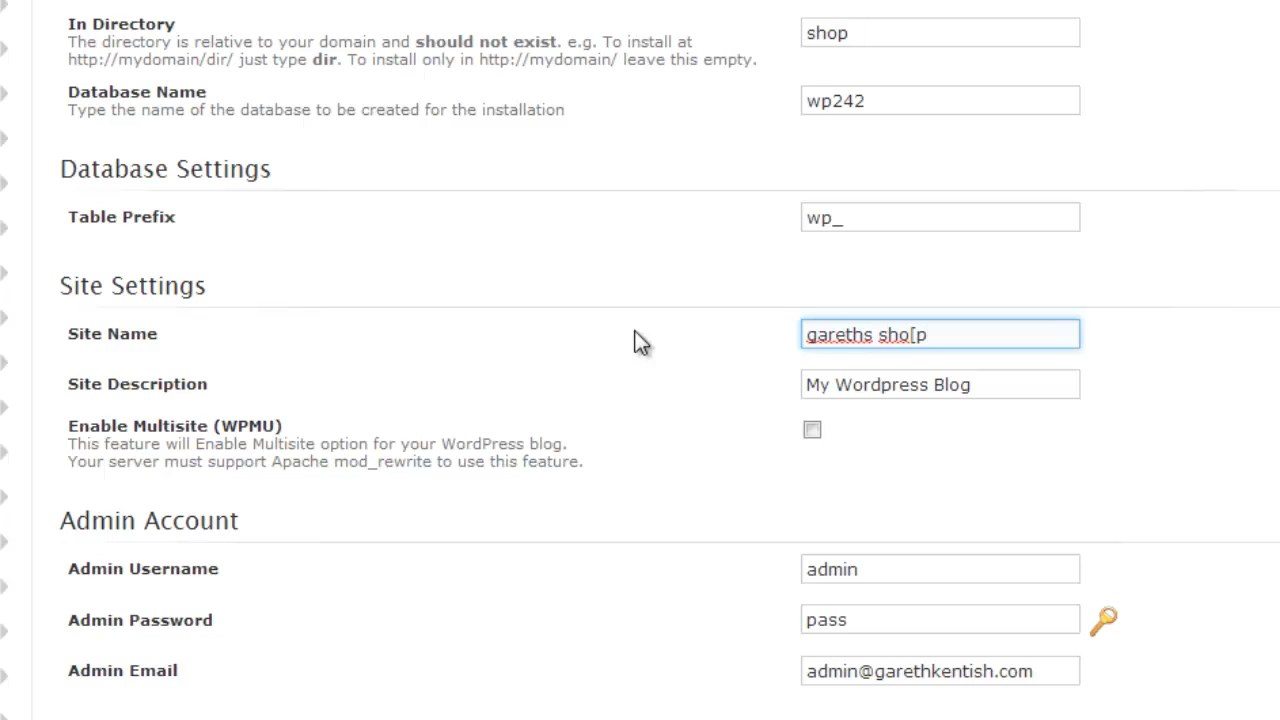 In Directory
The directory is relative to your domain and should not exist. e.g. To install at
http://mydomain/dir/ just type dir. To install only in http://mydomain/ leave this empty.
shop
Database Name
Type the name of the database to be created for the installation
wp242
Database Settings
Table Prefix
wp_
Site Settings
Site Name
gareths sho[p
Site Description
My Wordpress Blog
Enable Multisite (WPMU)
This feature will Enable Multisite option for your WordPress blog.
Your server must support Apache mod_rewrite to use this feature.
Admin Account
Admin Username
admin
Admin Password
pass
Admin Email
admin@garethkentish.com